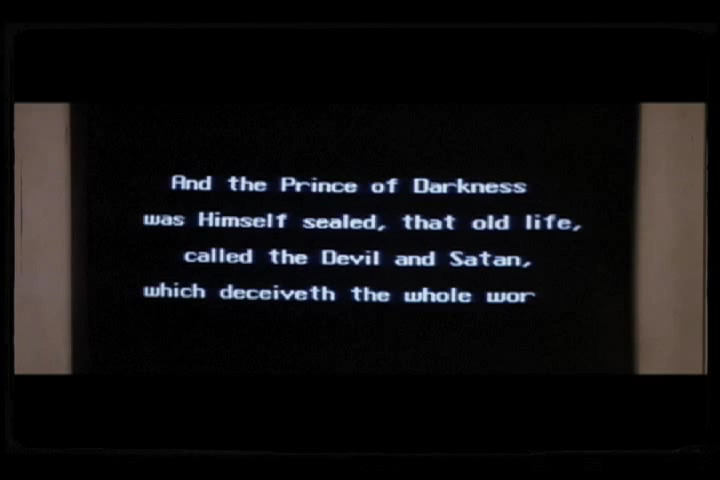 And the Prince of Darkness
was Himself sealed, that old life,
called the Devil and Satan,
which deceiveth the whole wor